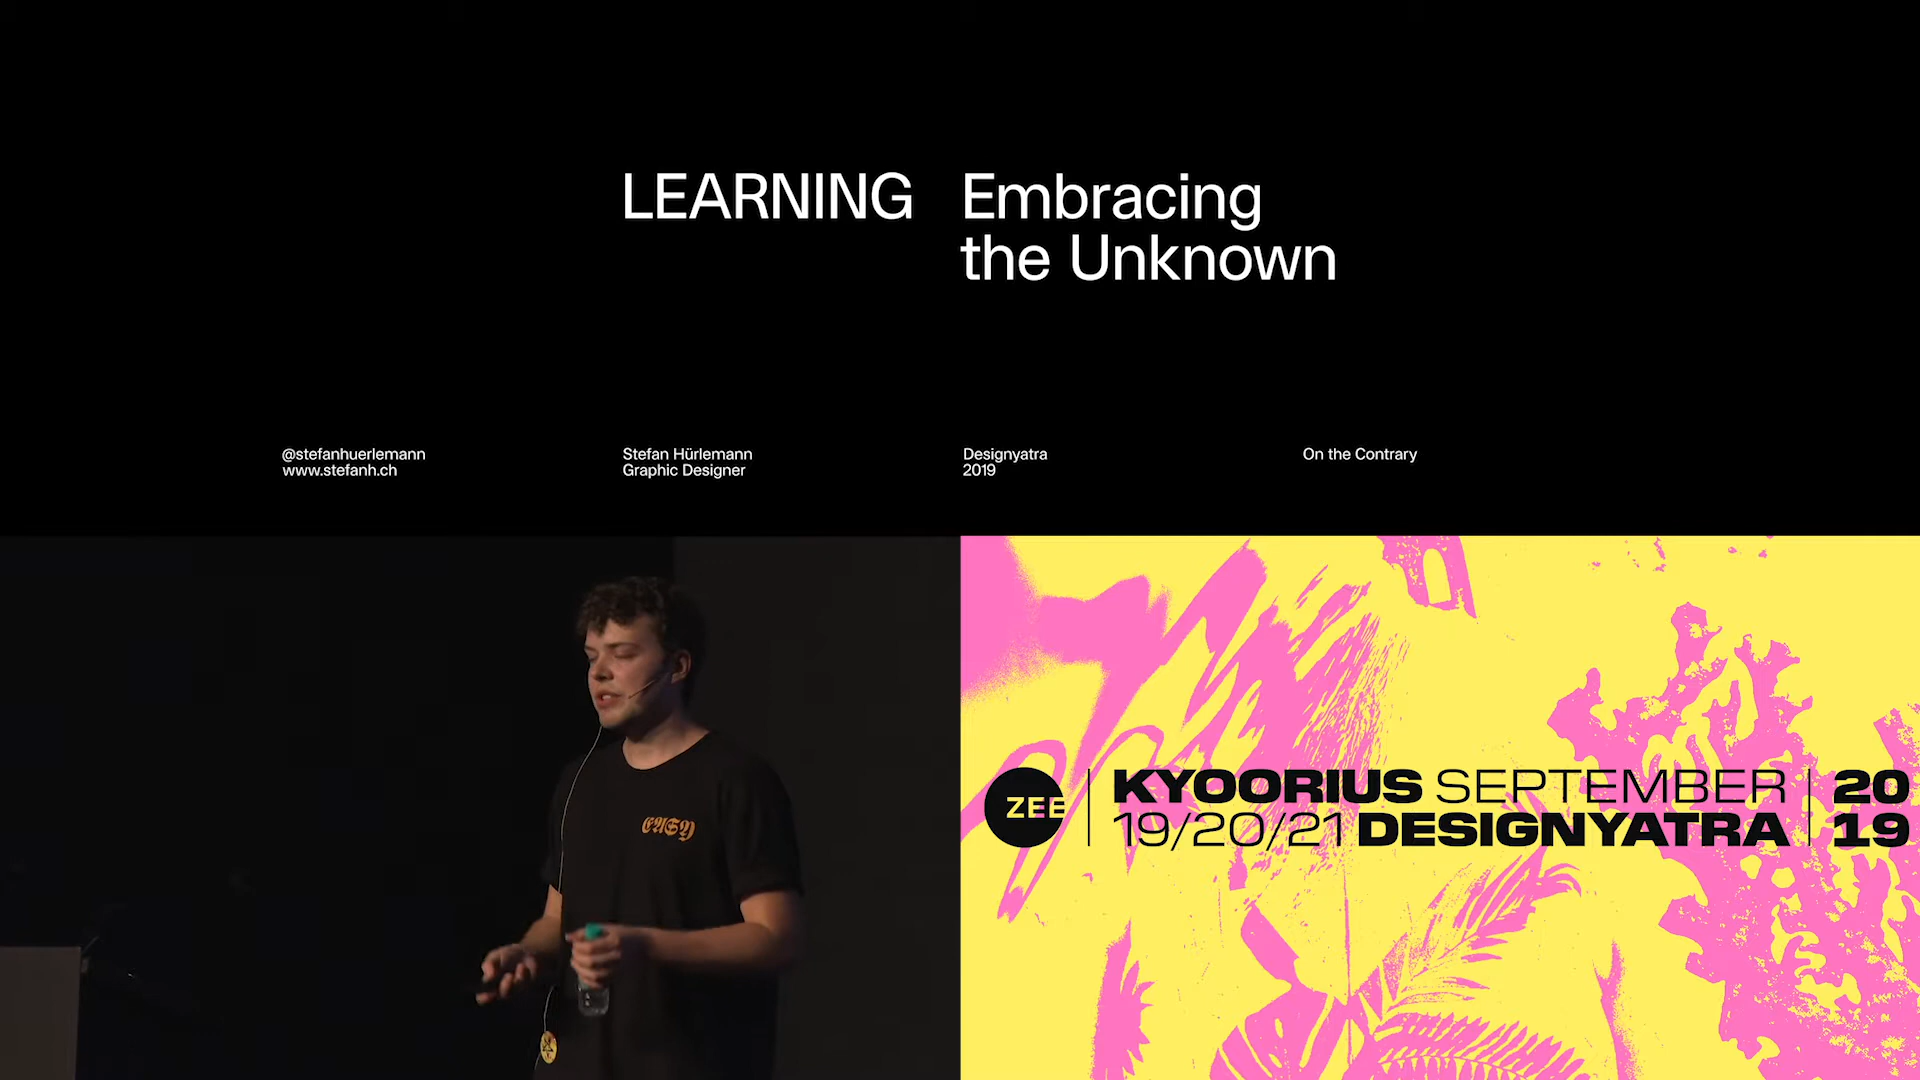 LEARNING
Embracing
the Unknown
@stefanhuerlemann
www.stefanh.ch
Stefan Hürlemann
Graphic Designer
Designyatra
2019
On the Contrary
EASY
ZEE
KYOORIUS SEPTEMBER
19/20/21 DESIGNYATRA
20
19